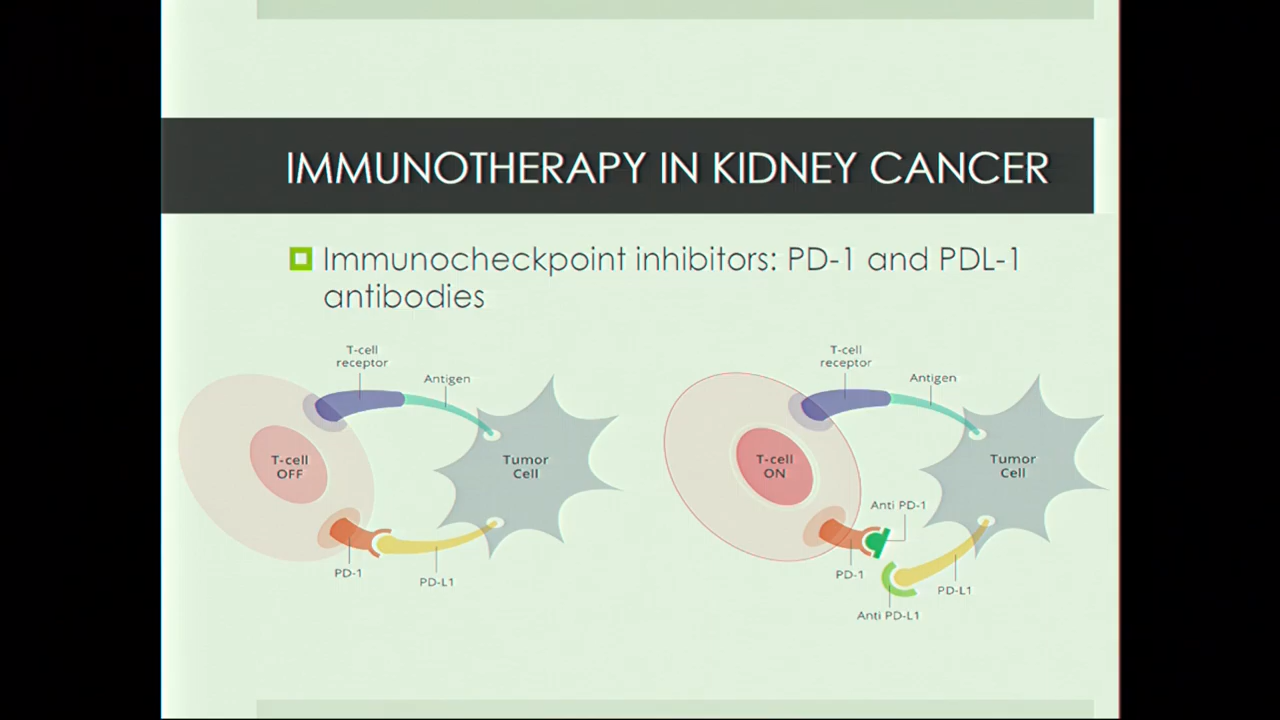 IMMUNOTHERAPY IN KIDNEY CANCER
Immunocheckpoint inhibitors: PD-1 and PDL-1
antibodies
T-cell
receptor
Antigen
T-cell
OFF
Tumor
Cell
PD-1
PD-L1
T-cell
receptor
Antigen
T-cell
ON
Tumor
Cell
Anti PD-1
PD-1
PD-L1
Anti PD-L1